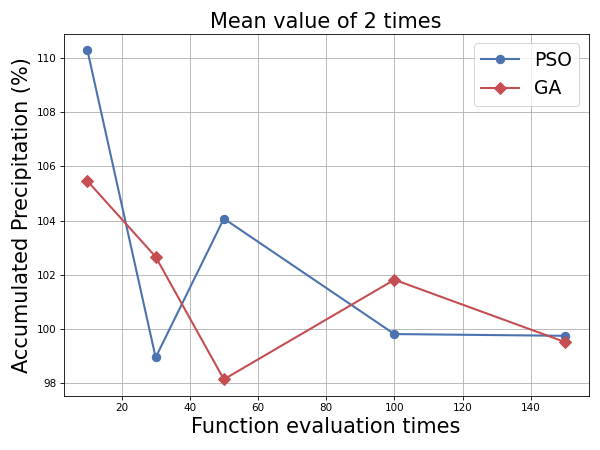 Mean value of 2 times
PSO
GA
Accumulated Precipitation (%)
110
108
106
104
102
100
98
20 40 60 80 100 120 140
Function evaluation times